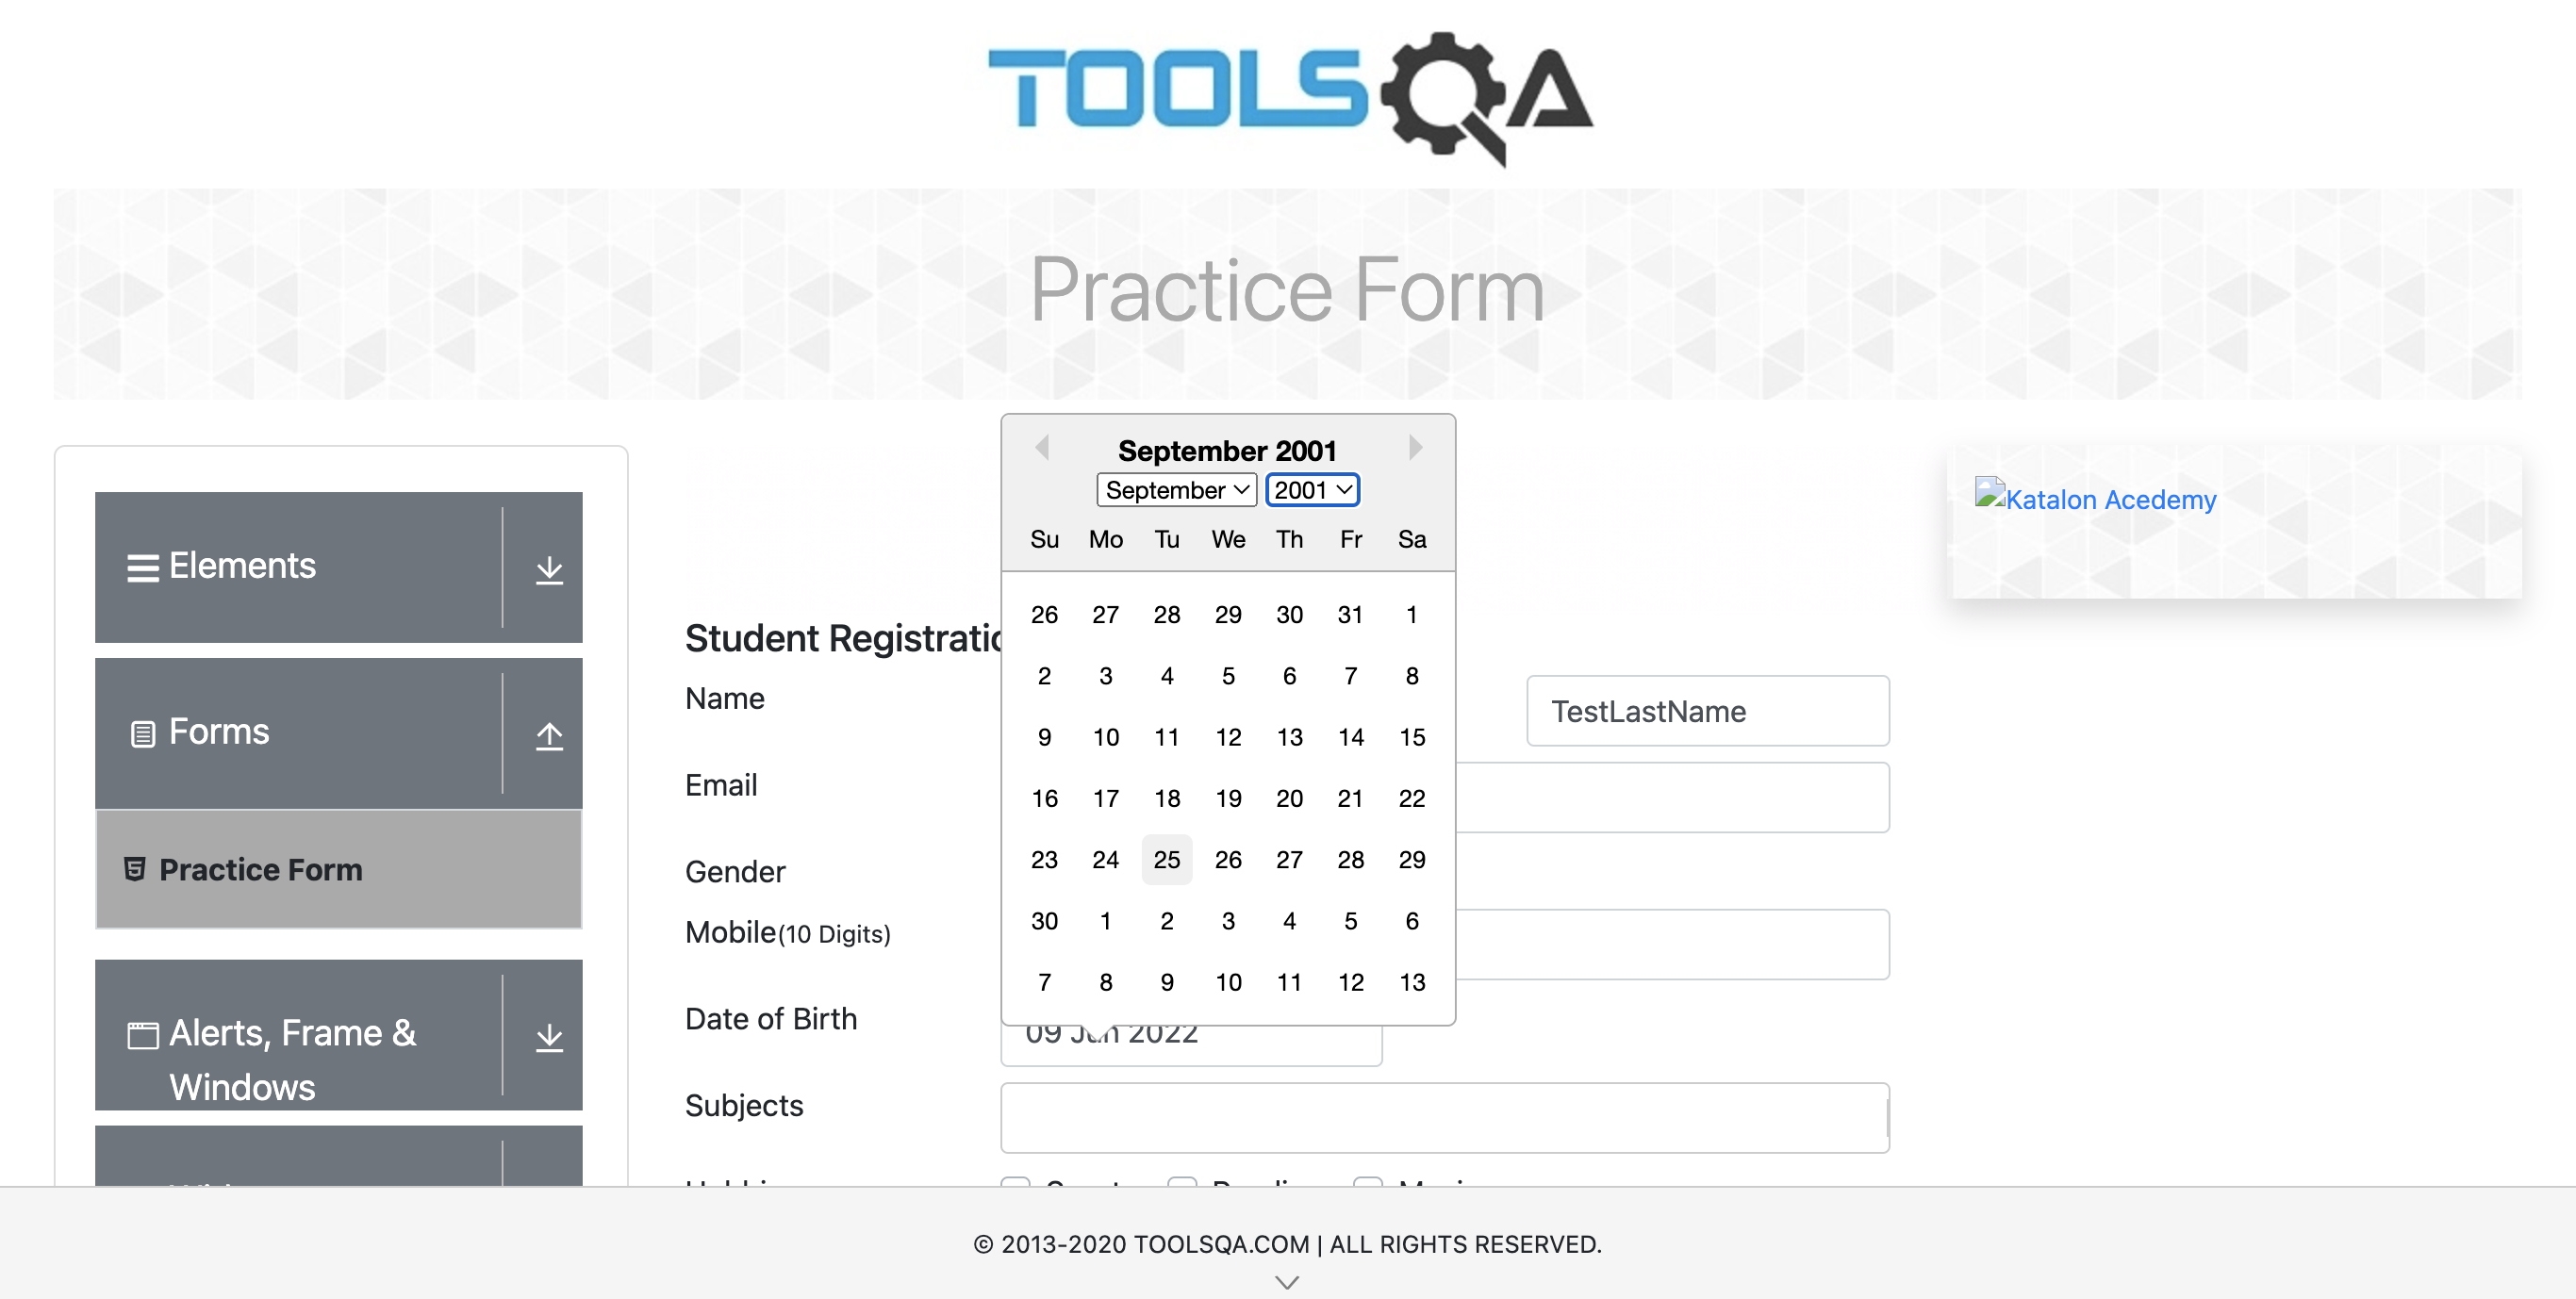 TOOLSQA
Practice Form
Elements
Forms
Practice Form
Alerts, Frame &
Windows
September 2001
September 2001
Su Mo Tu We Th Fr Sa
26 27 28 29 30 31 1
2 3 4 5 6 7 8
9 10 11 12 13 14 15
16 17 18 19 20 21 22
23 24 25 26 27 28 29
30 1 2 3 4 5 6
7 8 9 10 11 12 13
Student
Name
TestLastName
Email
Gender
Mobile(10 Digits)
Date of Birth
09 Jun 2022
Subjects
Katalon Acedemy
© 2013-2020 TOOLSQA.COM | ALL RIGHTS RESERVED.